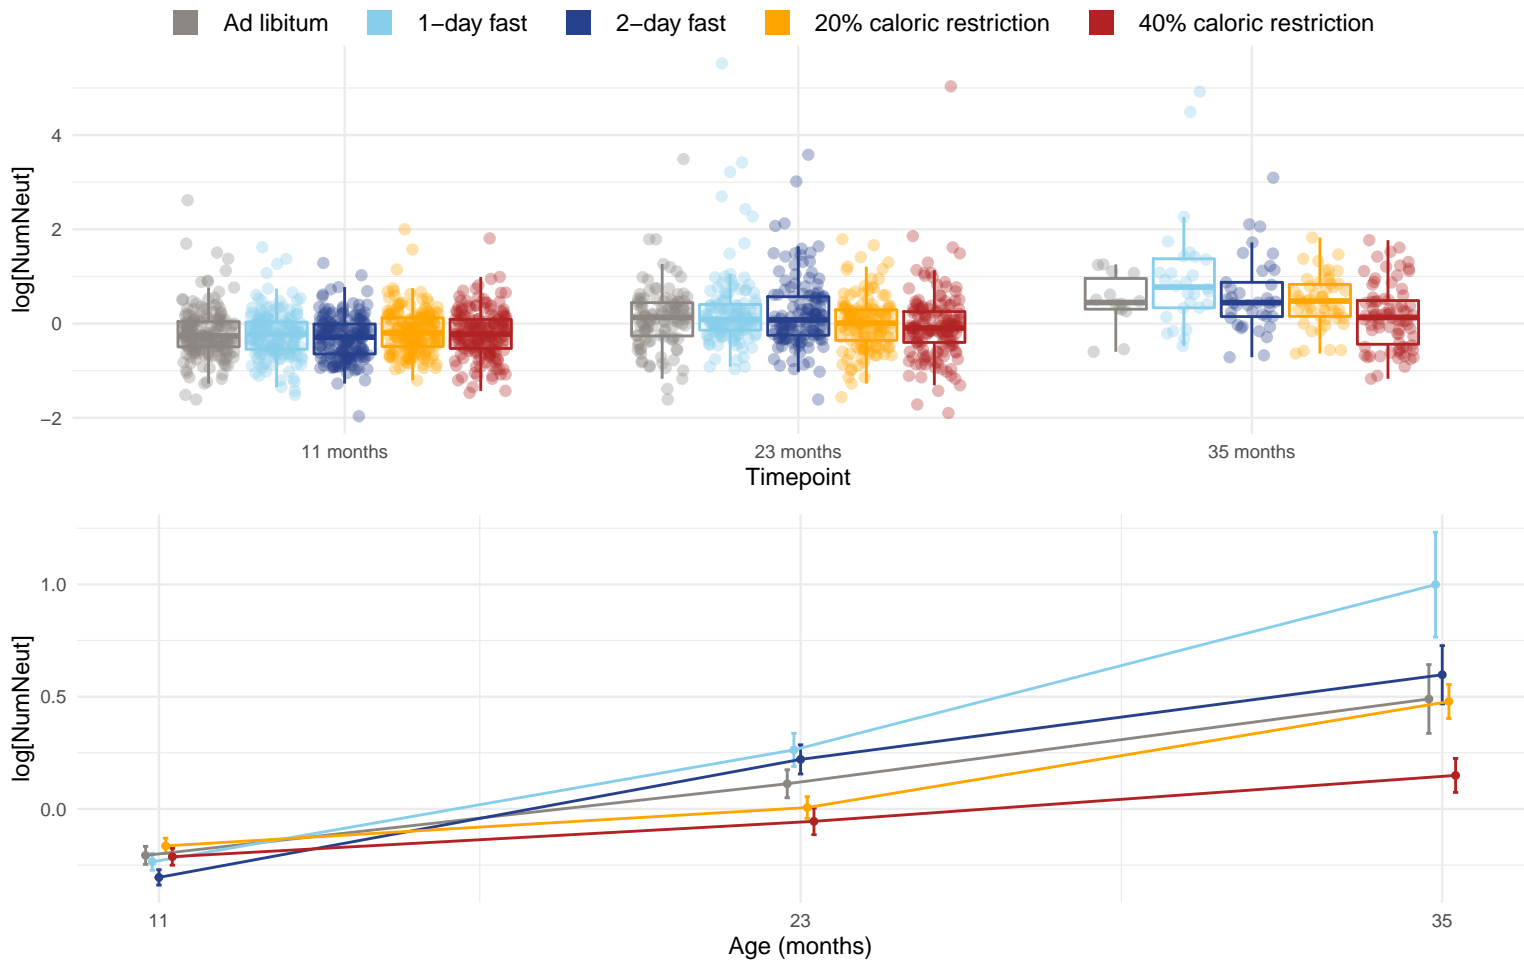 Ad libitum 1−day fast 2−day fast 20% caloric restriction 40% caloric restriction
log[NumNeut]
4
2
0
−2
11 months 23 months 35 months
Timepoint
log[NumNeut]
1.0
0.5
0.0
11 23 35
Age (months)